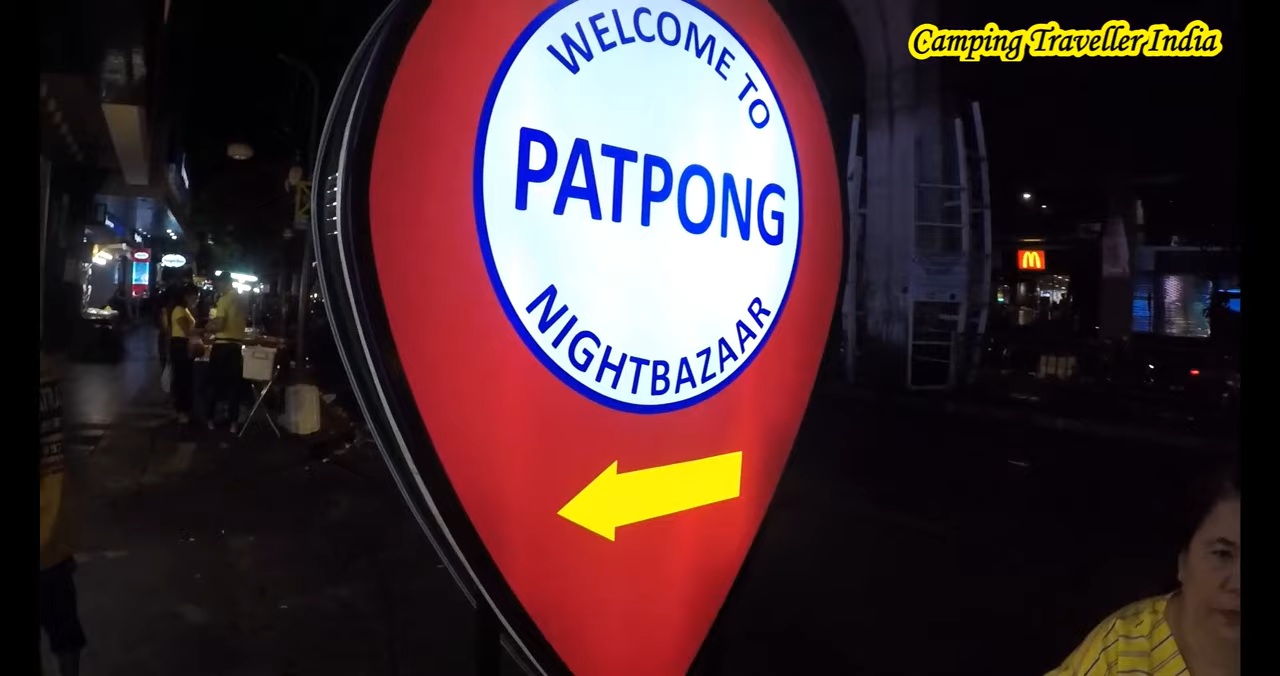 Camping Traveller India
WELCOME TO
PATPONG
NIGHTBAZAAR
M